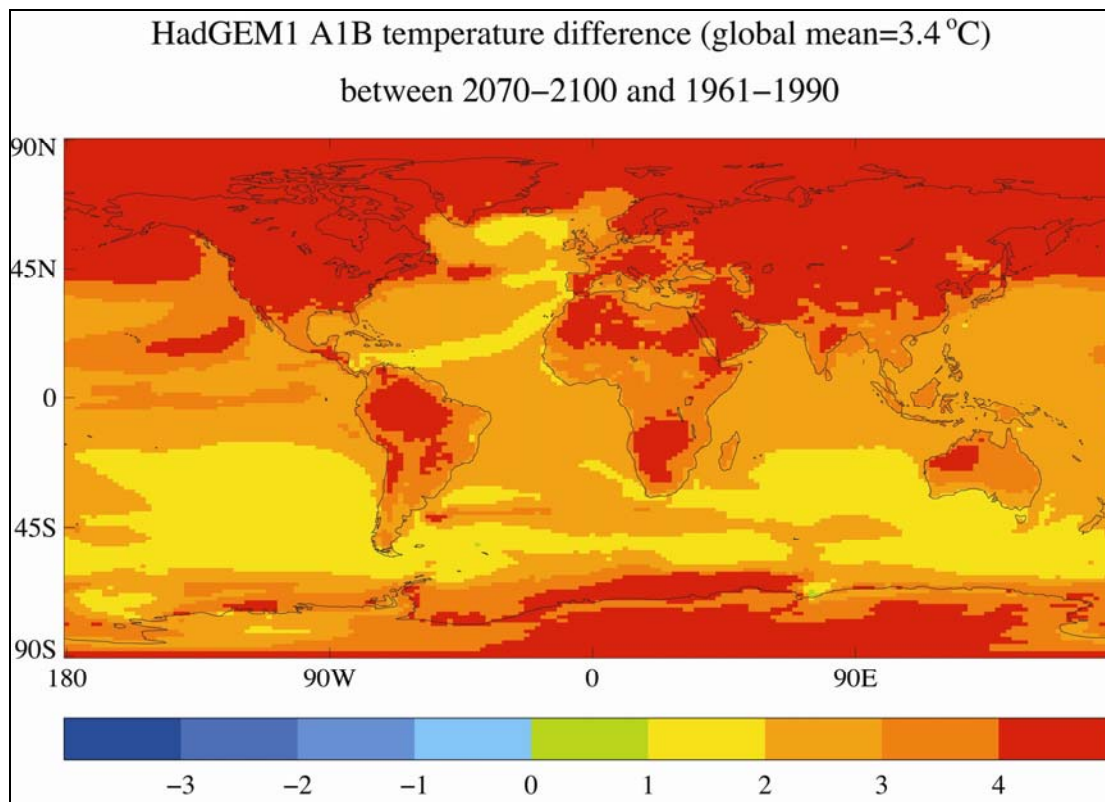 HadGEM1 A1B temperature difference (global mean=3.4 °C)
between 2070−2100 and 1961−1990
90N
45N
0
45S
90S
180 90W 0 90E
−3 −2 −1 0 1 2 3 4